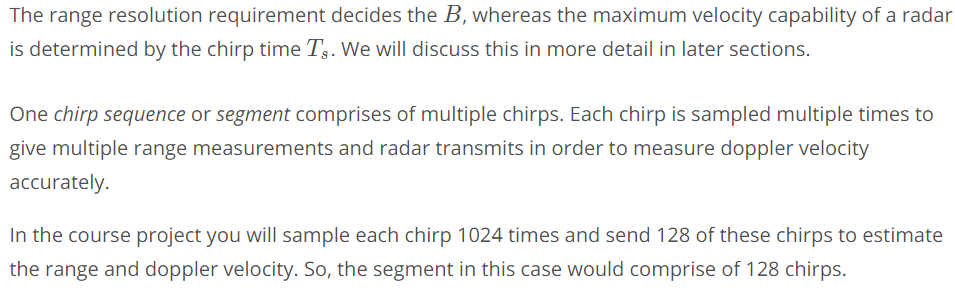 The range resolution requirement decides the B, whereas the maximum velocity capability of a radar
is determined by the chirp time Ts. We will discuss this in more detail in later sections.
One chirp sequence or segment comprises of multiple chirps. Each chirp is sampled multiple times to
give multiple range measurements and radar transmits in order to measure doppler velocity
accurately.
In the course project you will sample each chirp 1024 times and send 128 of these chirps to estimate
the range and doppler velocity. So, the segment in this case would comprise of 128 chirps.